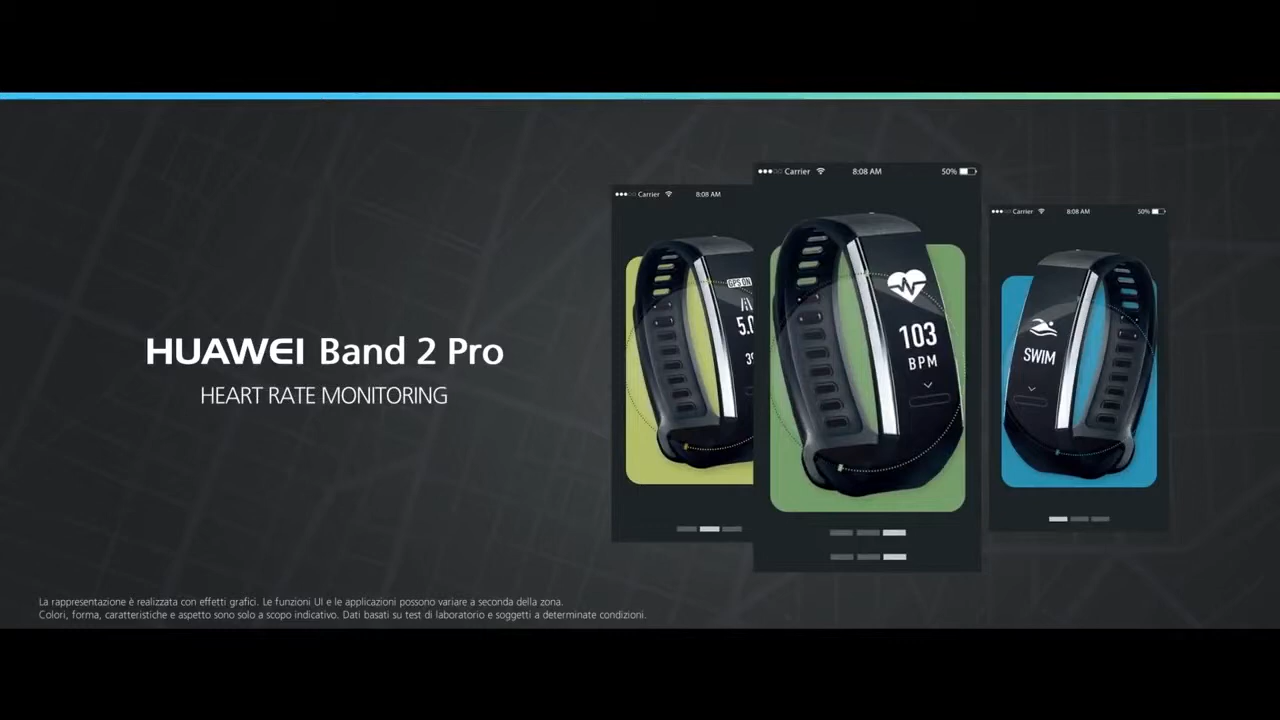 HUAWEI Band 2 Pro
HEART RATE MONITORING
Carrier 8:08 AM
GPS ON
Carrier 8:08 AM 50%
103
BPM
Carrier 8:08 AM 50%
SWIM
La rappresentazione è realizzata con effetti grafici. Le funzioni UI e le applicazioni possono variare a seconda della zona.
Colori, forma, caratteristiche e aspetto sono solo a scopo indicativo. Dati basati su test di laboratorio e soggetti a determinate condizioni.